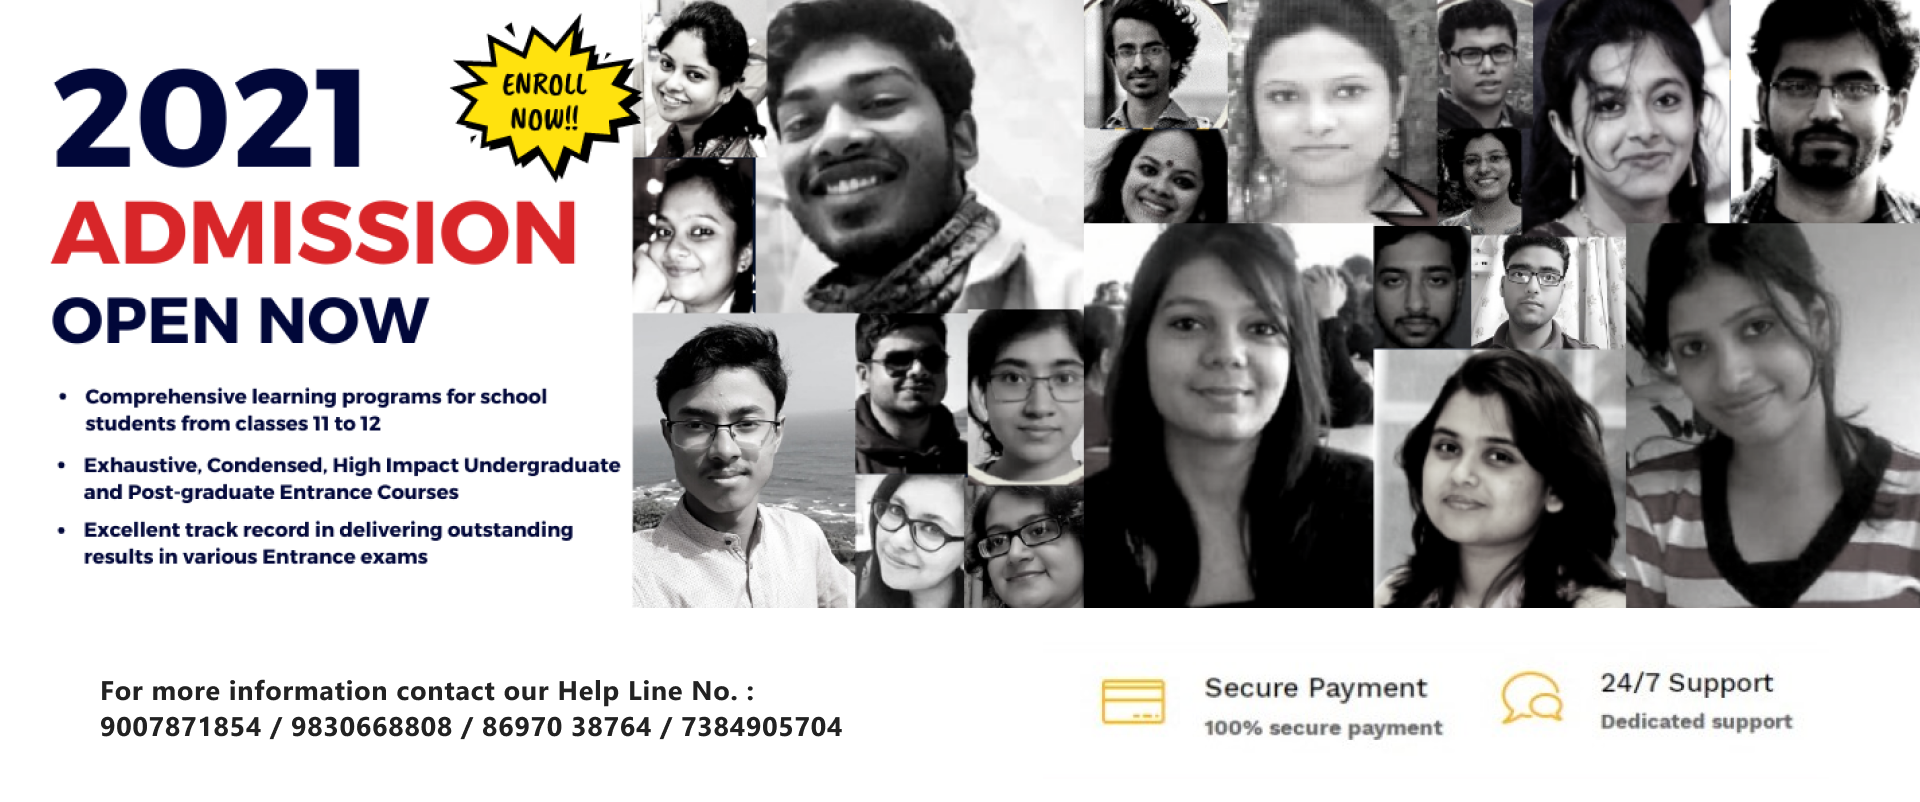 2021
ENROLL
NOW!!
ADMISSION
OPEN NOW
• Comprehensive learning programs for school
students from classes 11 to 12
• Exhaustive, Condensed, High Impact Undergraduate
and Post-graduate Entrance Courses
• Excellent track record in delivering outstanding
results in various Entrance exams
For more information contact our Help Line No. :
9007871854 / 9830668808 / 86970 38764 / 7384905704
Secure Payment
100% secure payment
24/7 Support
Dedicated support